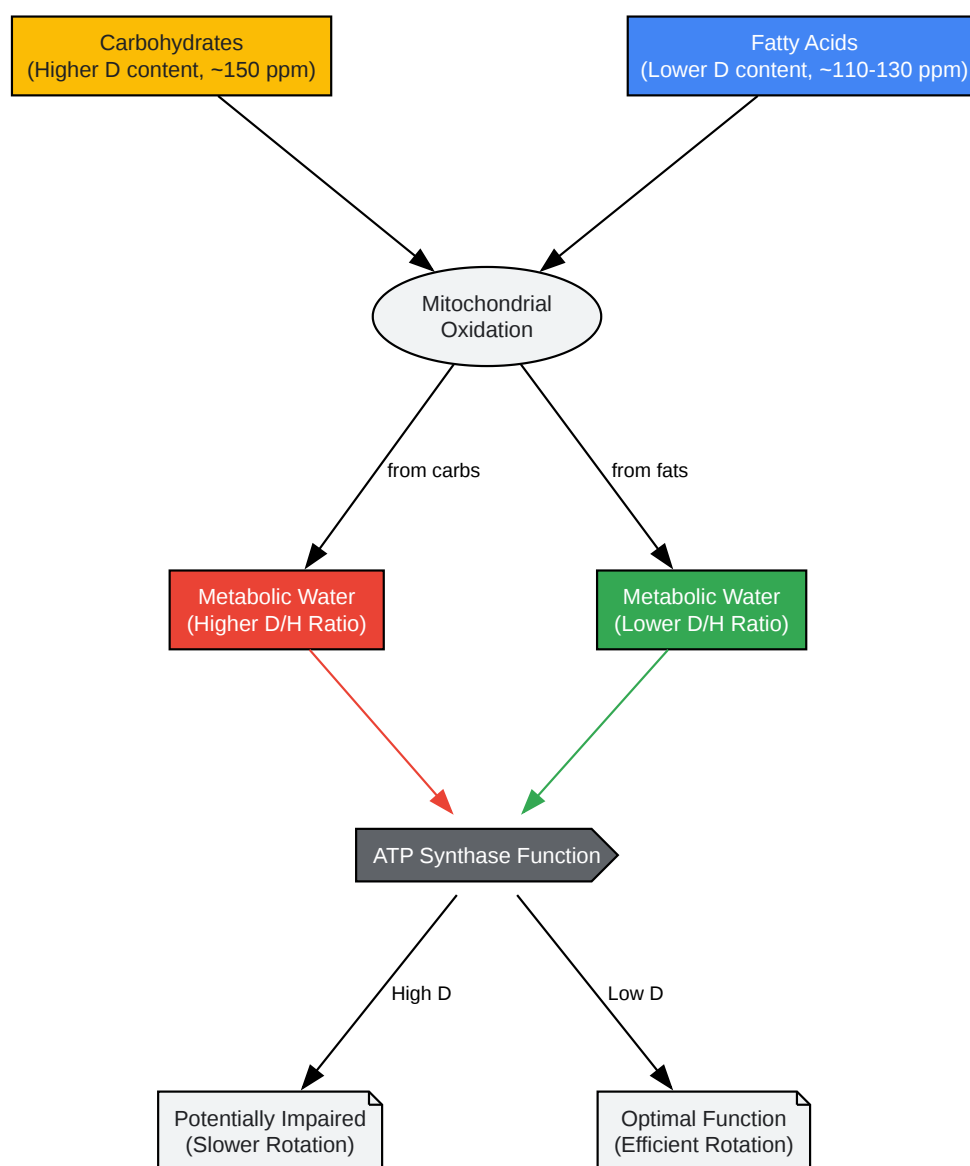 Carbohydrates
(Higher D content, ~150 ppm)
Fatty Acids
(Lower D content, ~110-130 ppm)
Mitochondrial
Oxidation
from carbs
from fats
Metabolic Water
(Higher D/H Ratio)
Metabolic Water
(Lower D/H Ratio)
ATP Synthase Function
High D
Low D
Potentially Impaired
(Slower Rotation)
Optimal Function
(Efficient Rotation)